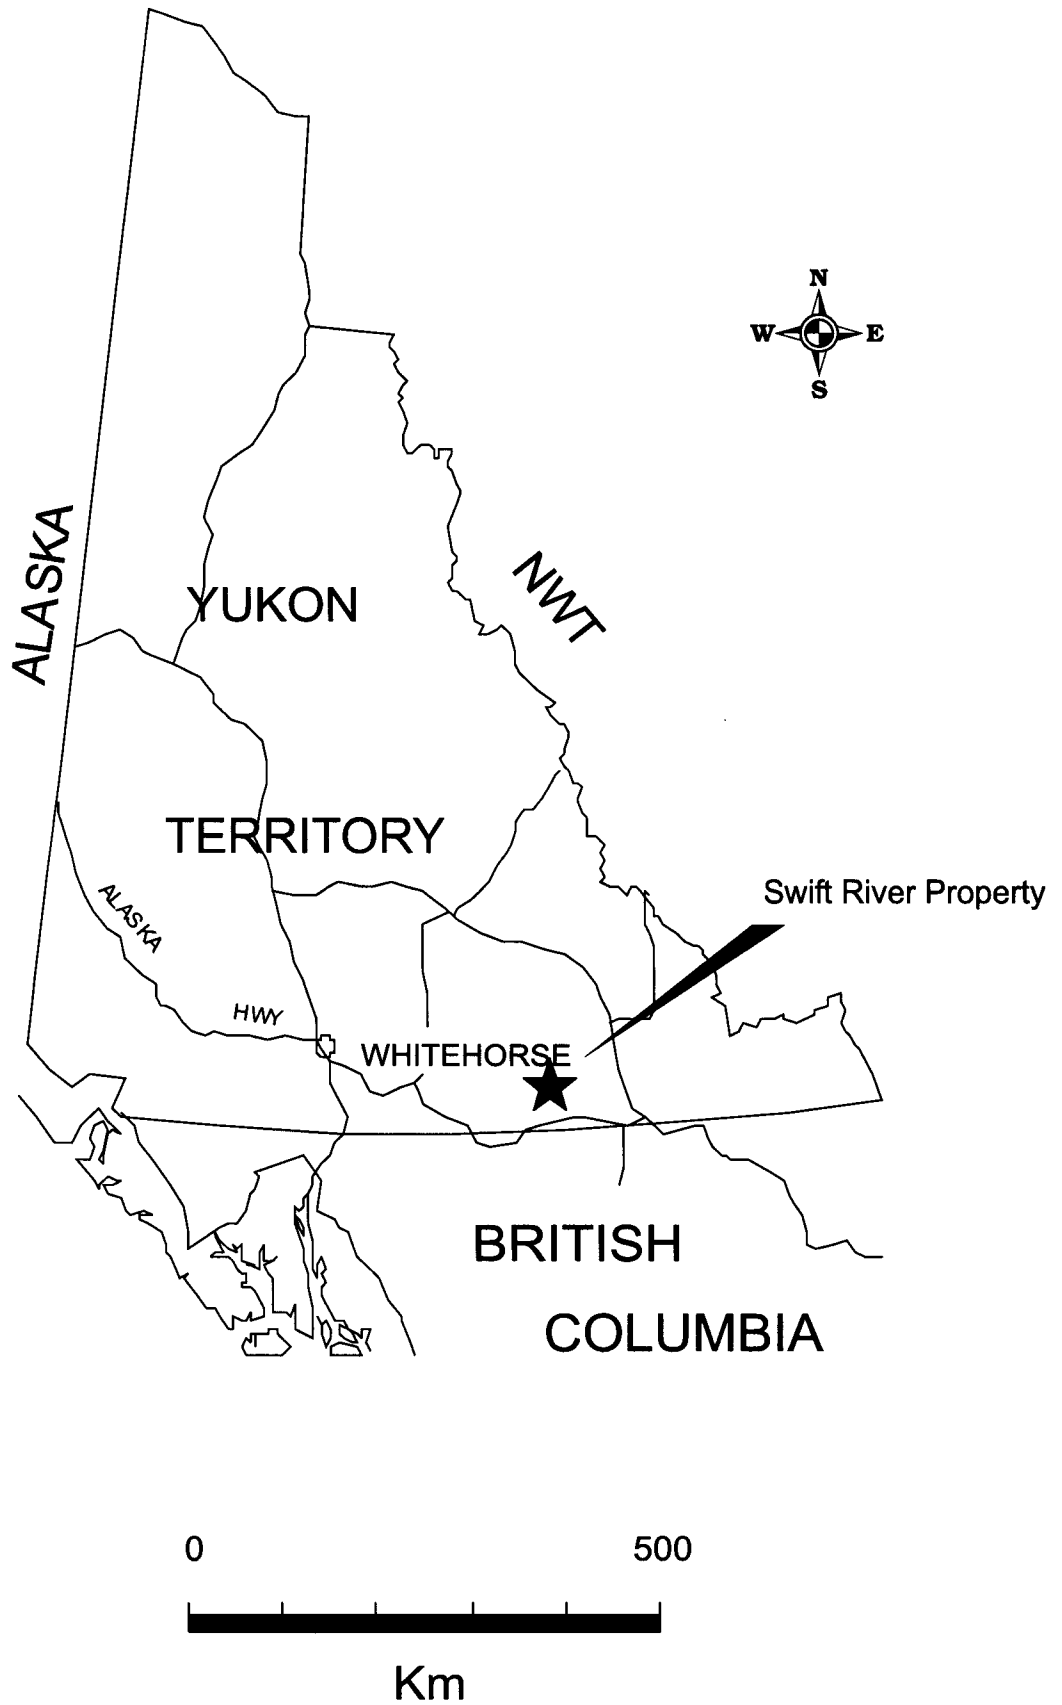 N
W E
S
ALASKA
YUKON
NWT
TERRITORY
Swift River Property
ALASKA
HWY
WHITEHORSE
BRITISH
COLUMBIA
0 500
Km